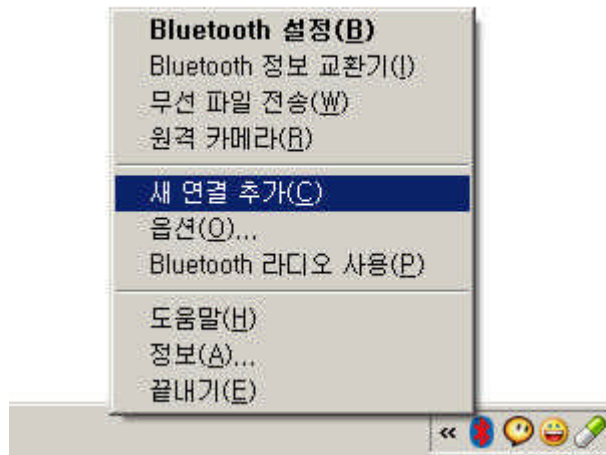 Bluetooth 설정(B)
Bluetooth 정보 교환기(I)
무선 파일 전송(W)
원격 카메라(R)
새 연결 추가(C)
옵션(O)...
Bluetooth 라디오 사용(P)
도움말(H)
정보(A)...
끝내기(E)
«